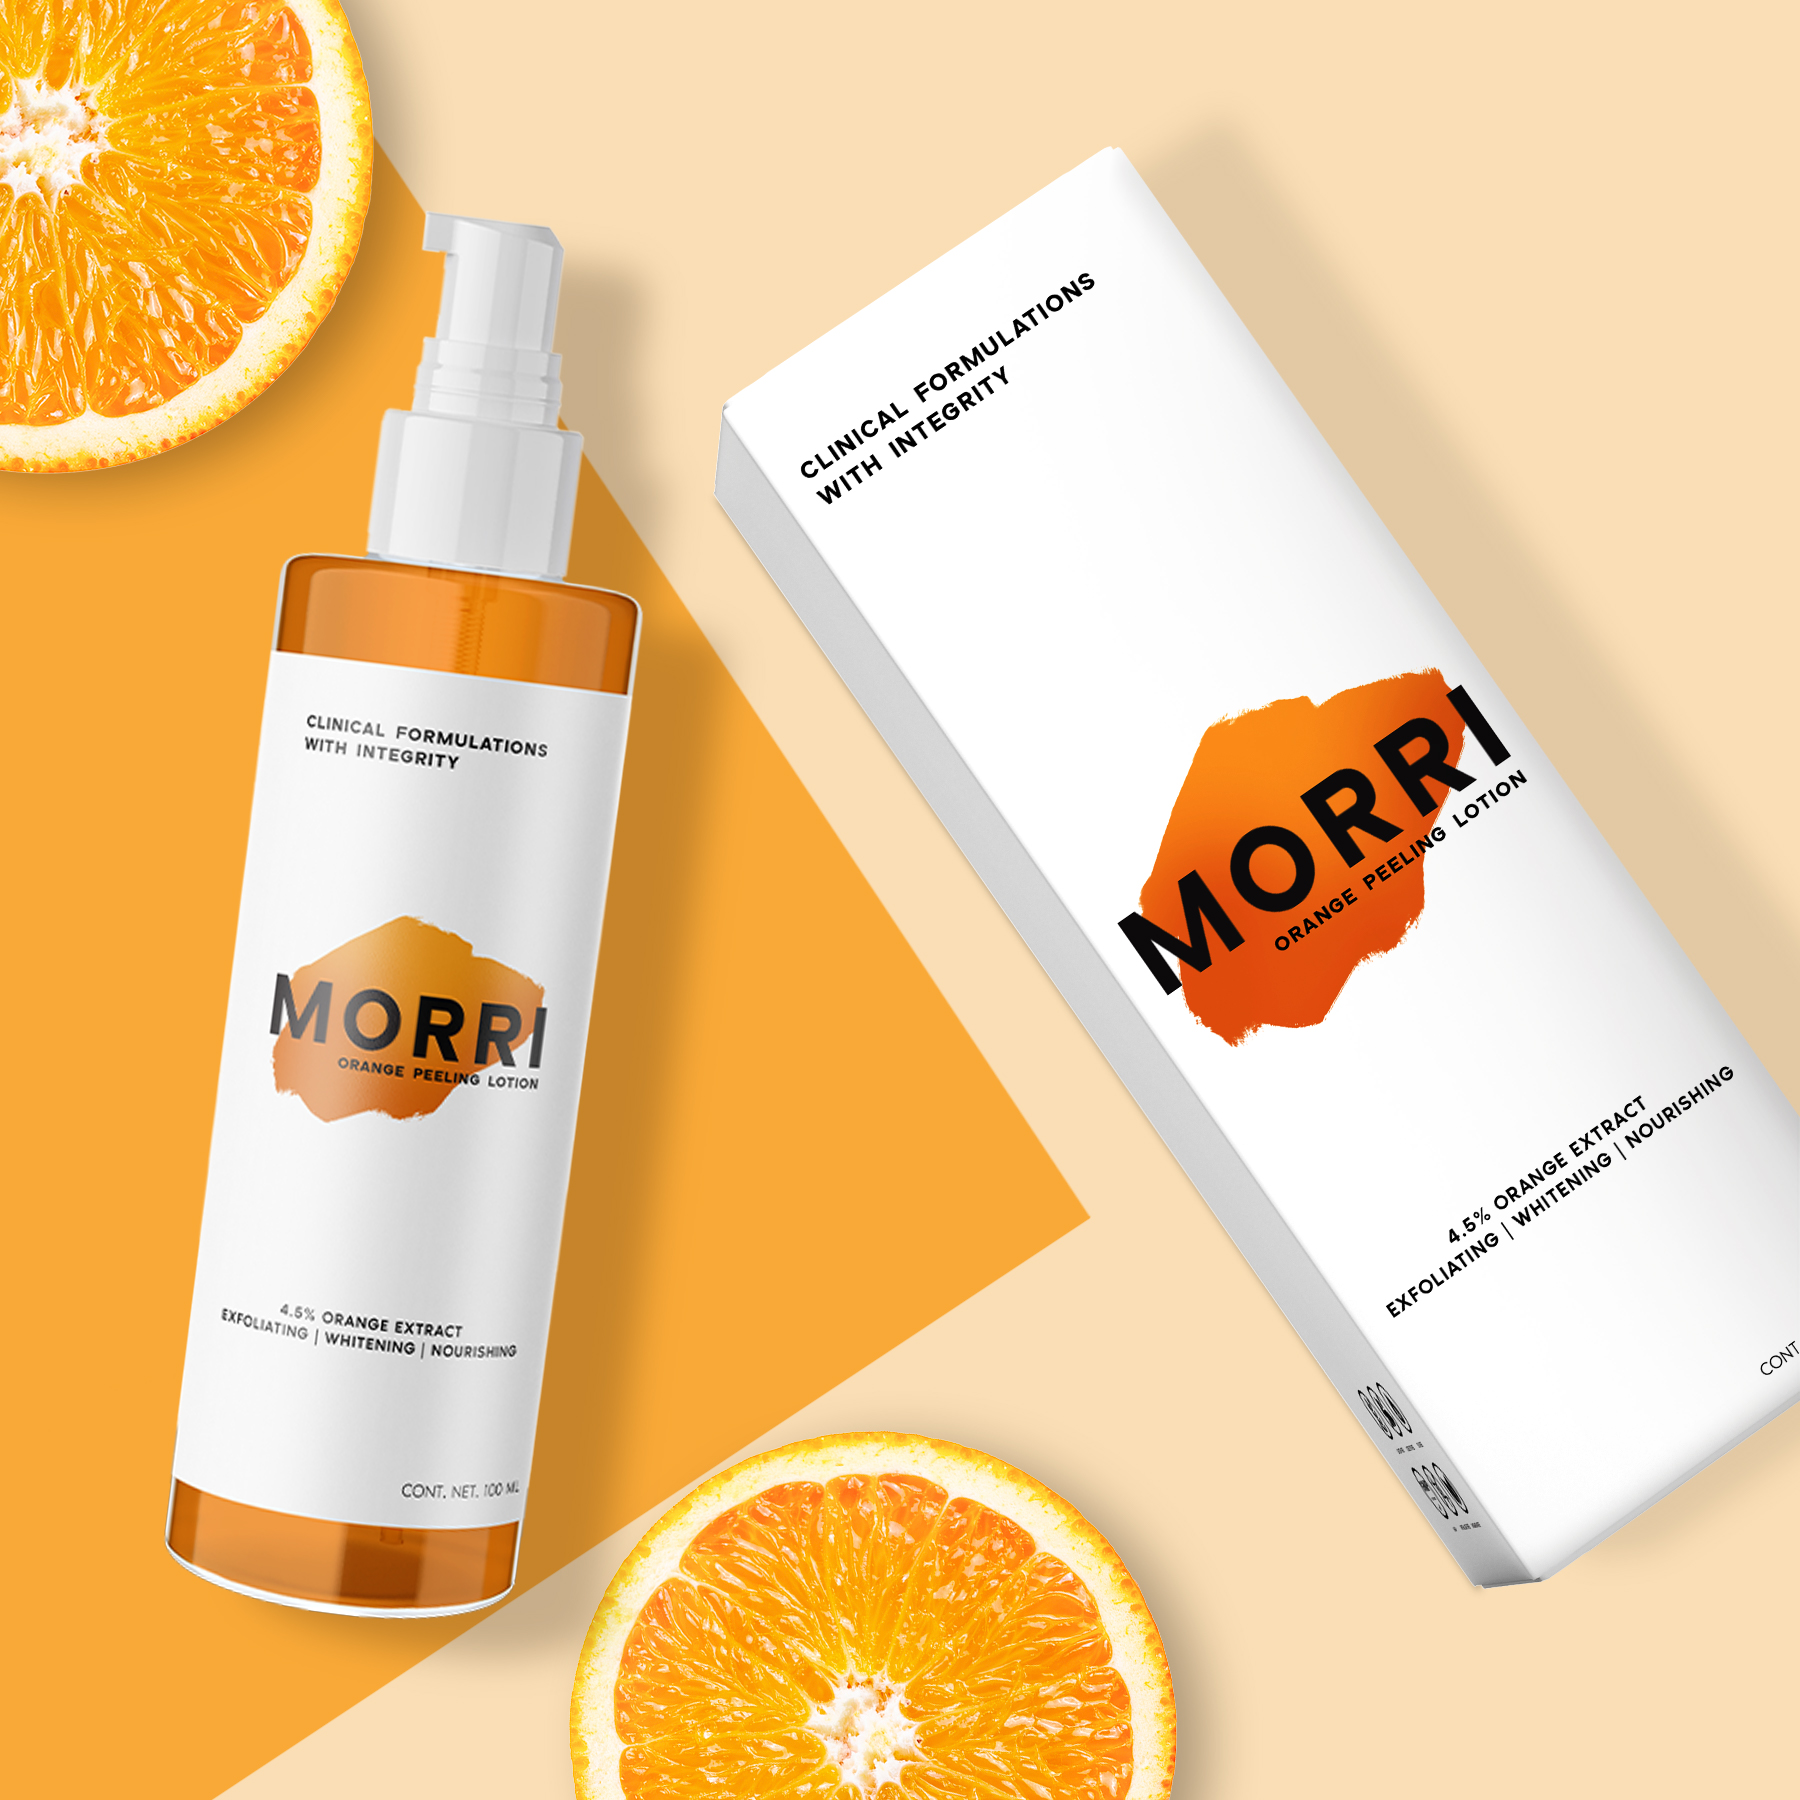 CLINICAL FORMULATIONS
WITH INTEGRITY
MORRI
ORANGE PEELING LOTION
4.5% ORANGE EXTRACT
EXFOLIATING | WHITENING | NOURISHING
CONT. NET. 100 ML
CLINICAL FORMULATIONS
WITH INTEGRITY
MORRI
ORANGE PEELING LOTION
4.5% ORANGE EXTRACT
EXFOLIATING | WHITENING | NOURISHING
CONT.